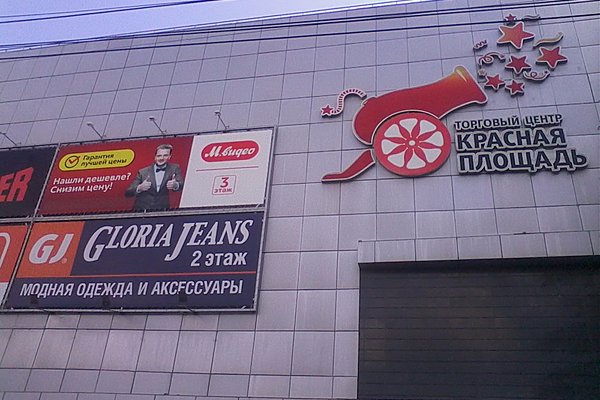 ТОРГОВЫЙ ЦЕНТР
КРАСНАЯ
ПЛОЩАДЬ
Гарантия
лучшей цены
Нашли дешевле?
Снизим цену!
М.видео
3
этаж
GJ
GLORIA JEANS
2 этаж
МОДНАЯ ОДЕЖДА И АКСЕССУАРЫ